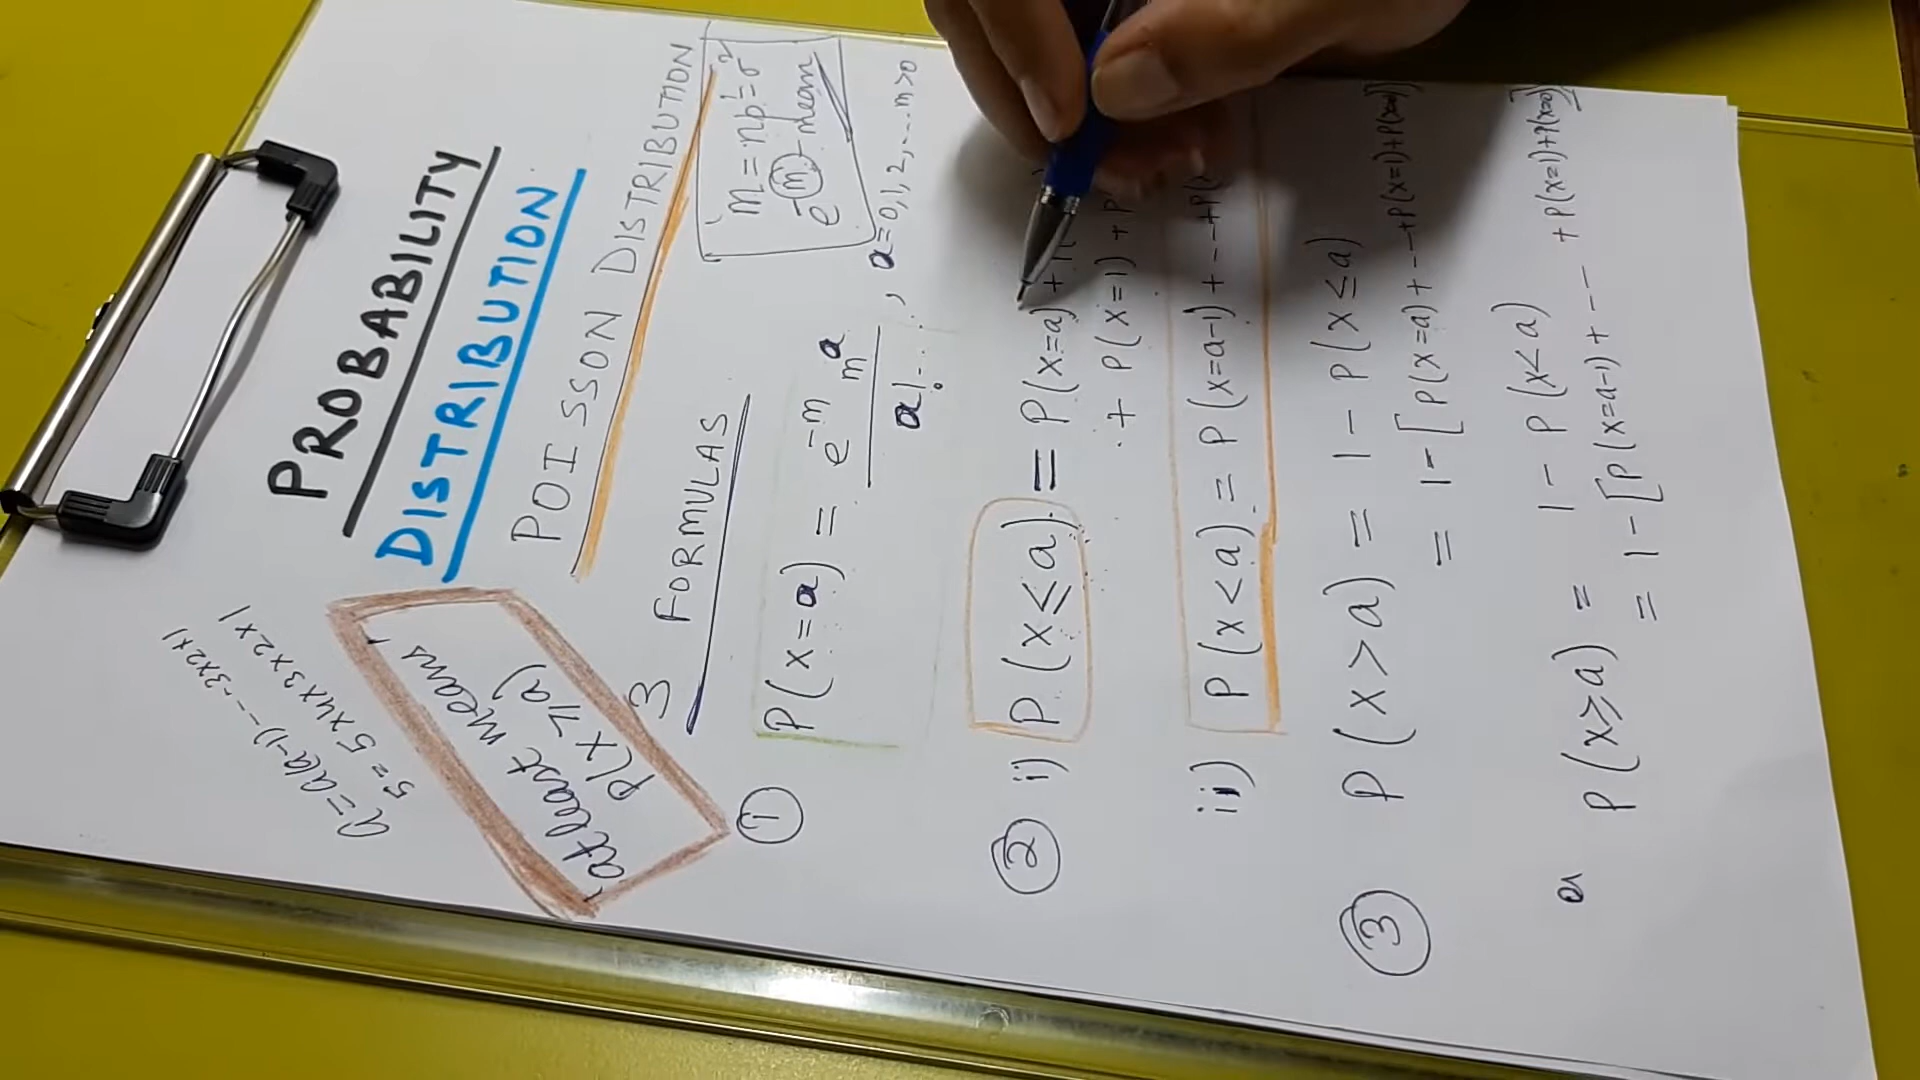 PROBABILITY
DISTRIBUTION
POISSON DISTRIBUTION
a!=a(a-1)---3x2x1
5= 5x4x3x2x1
'atleast means'
P(X⩾a)
m = np = σ²
e^-m - mean
3 FORMULAS
① P(x=a) = e^-m m^a / a! , a=0,1,2,...m>0
② i) P(x≤a) = P(x=a) +
+ P(x=1) + P
ii) P(x<a) = P(x=a-1) + --- +P(x
③ P(x>a) = 1 - P(x≤a)
= 1-[P(x=a)+---+P(x=1)+P(x=0)]
P(x⩾a) = 1 - P(x<a)
= 1-[P(x=a-1)+--- +P(x=1)+P(x=0)]